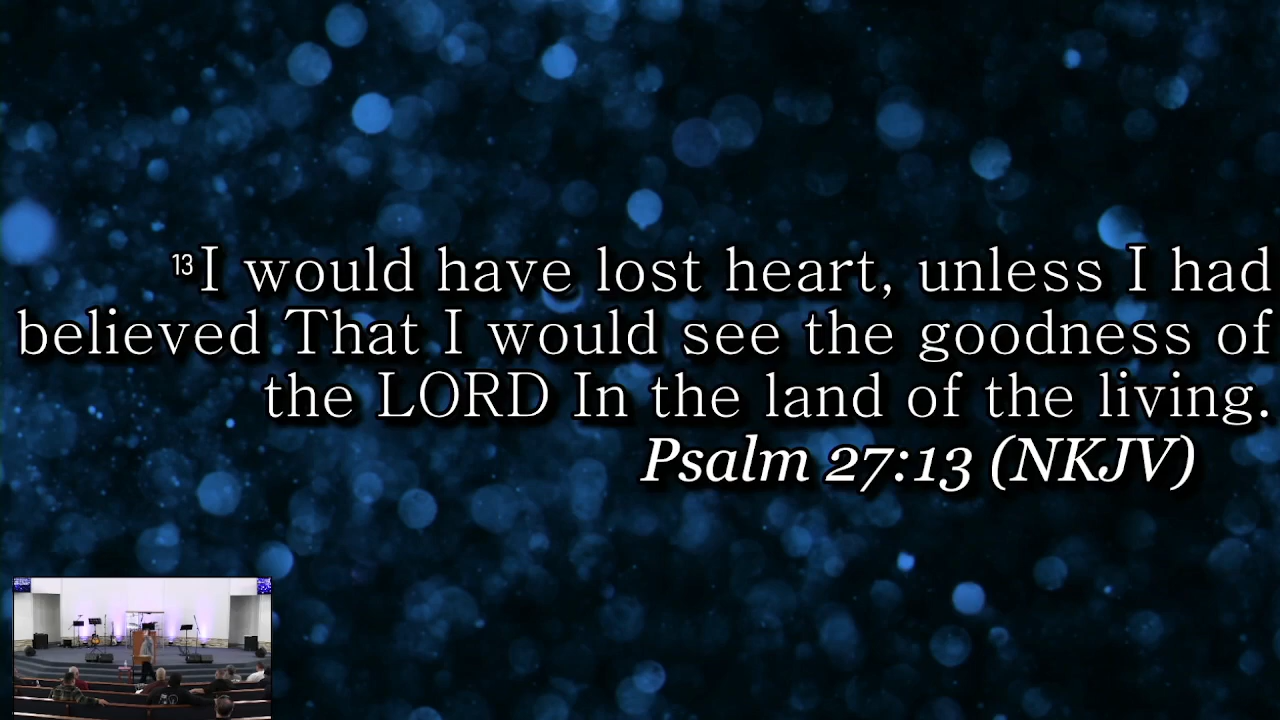 13I would have lost heart, unless I had
believed That I would see the goodness of
the LORD In the land of the living.
Psalm 27:13 (NKJV)